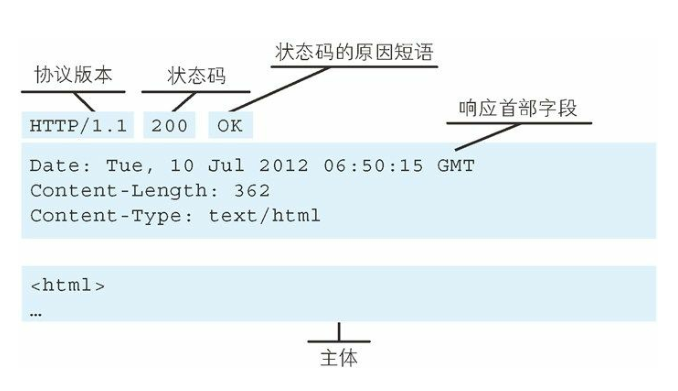 状态码的原因短语
协议版本 状态码
响应首部字段
HTTP/1.1 200 OK
Date: Tue, 10 Jul 2012 06:50:15 GMT
Content-Length: 362
Content-Type: text/html
<html>
…
主体